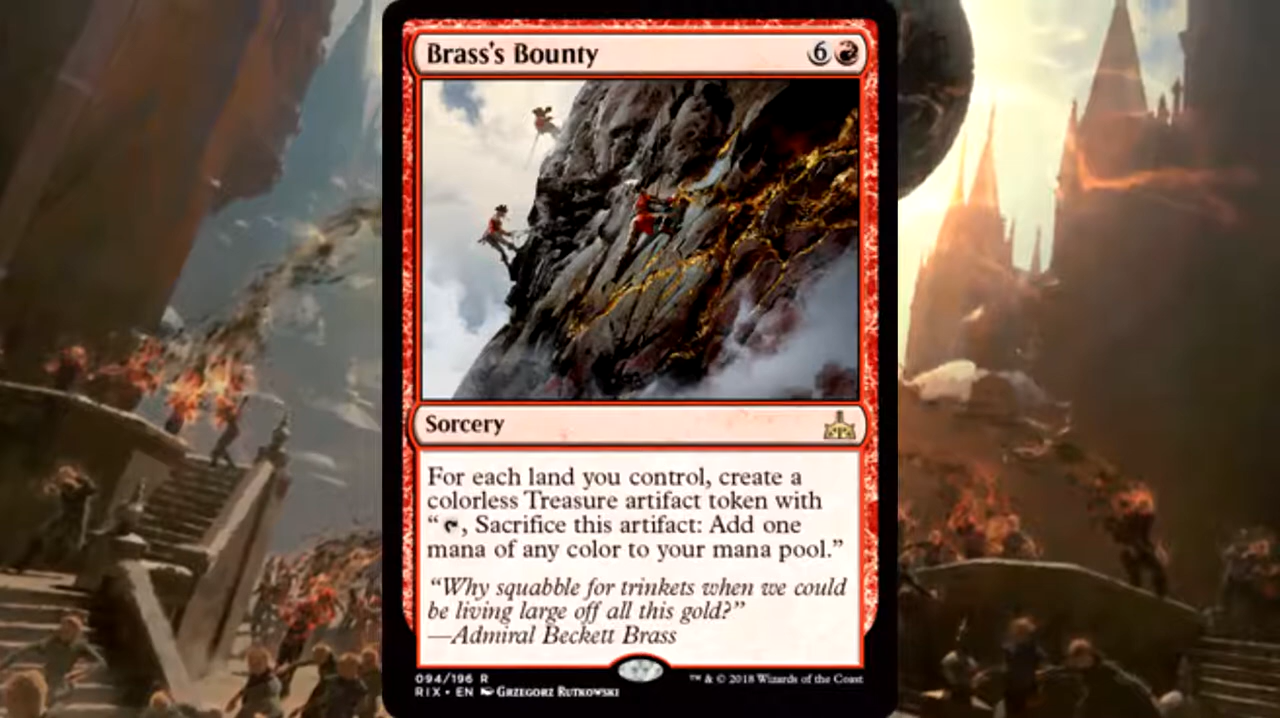 Brass's Bounty 6
Sorcery
For each land you control, create a
colorless Treasure artifact token with
“, Sacrifice this artifact: Add one
mana of any color to your mana pool.”
“Why squabble for trinkets when we could
be living large off all this gold?”
—Admiral Beckett Brass
094/196 R
RIX • EN Grzegorz Rutkowski
™ & © 2018 Wizards of the Coast